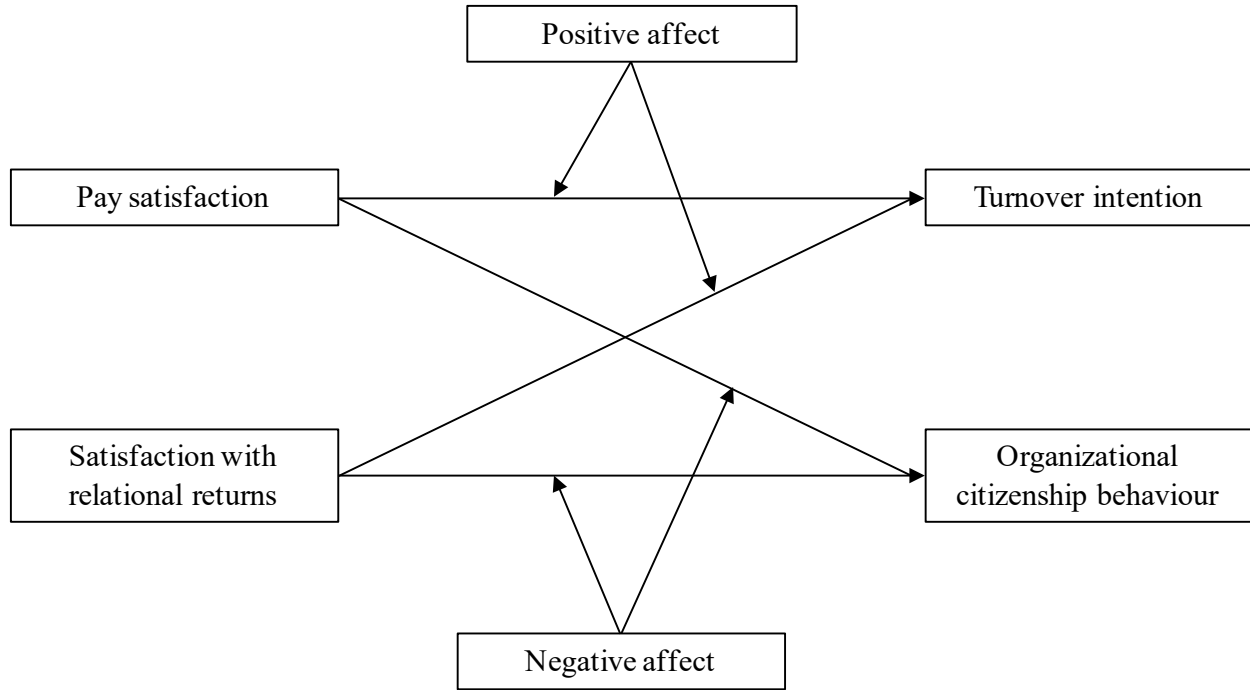 Positive affect
Pay satisfaction
Turnover intention
Satisfaction with
relational returns
Organizational
citizenship behaviour
Negative affect